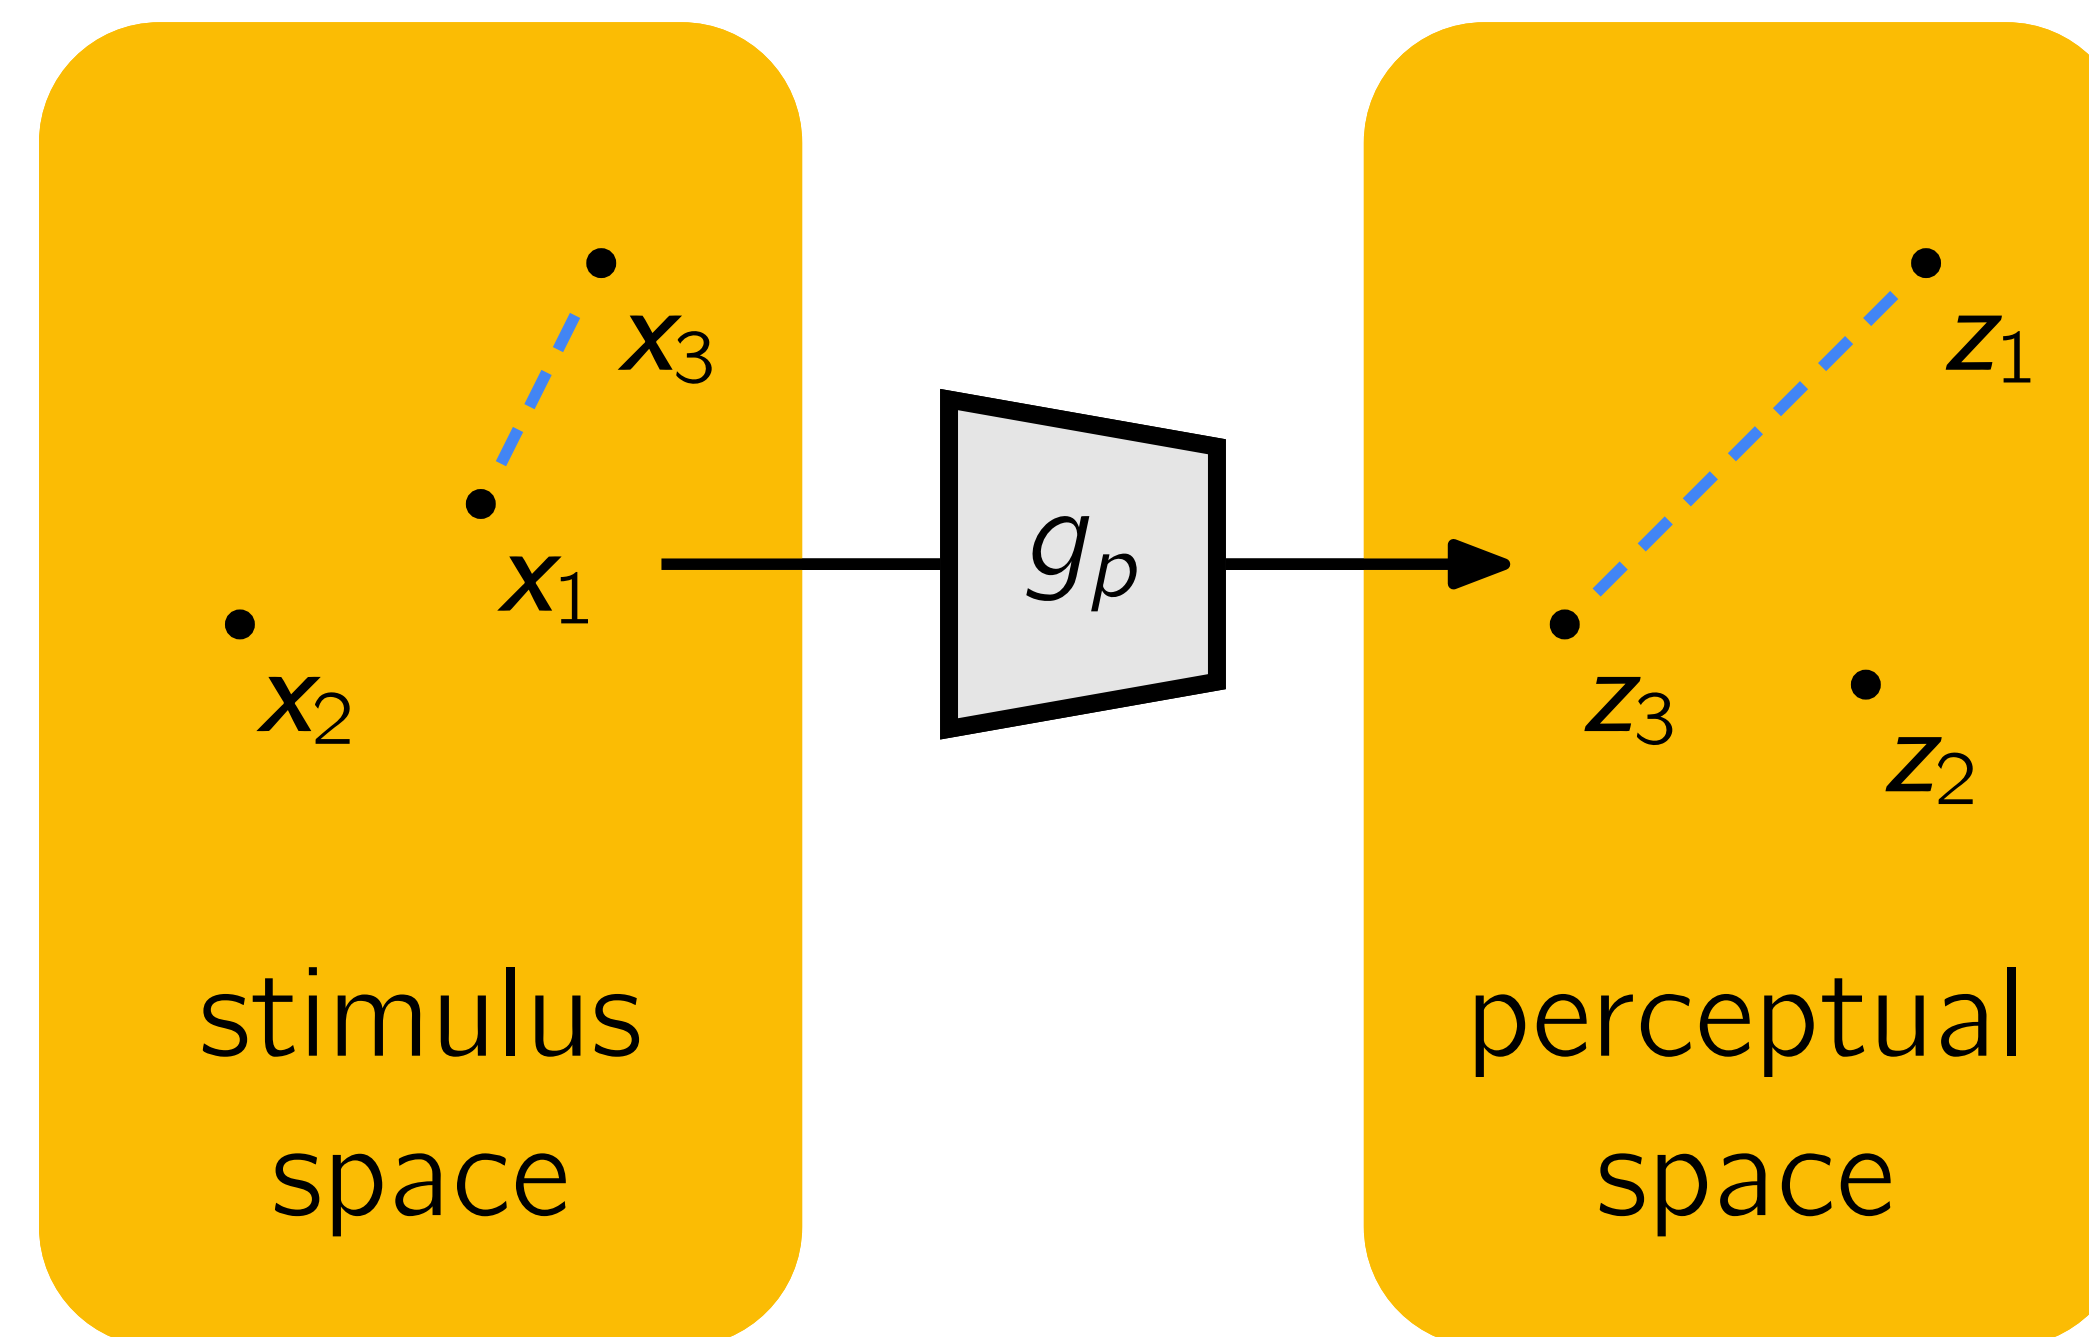 x₃
x₁
x₂
stimulus
space
gₚ
z₁
z₃
z₂
perceptual
space